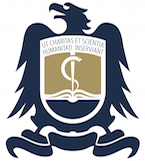 UT CHARITAS ET SCIENTIA
HUMANITATI INSERVIANT